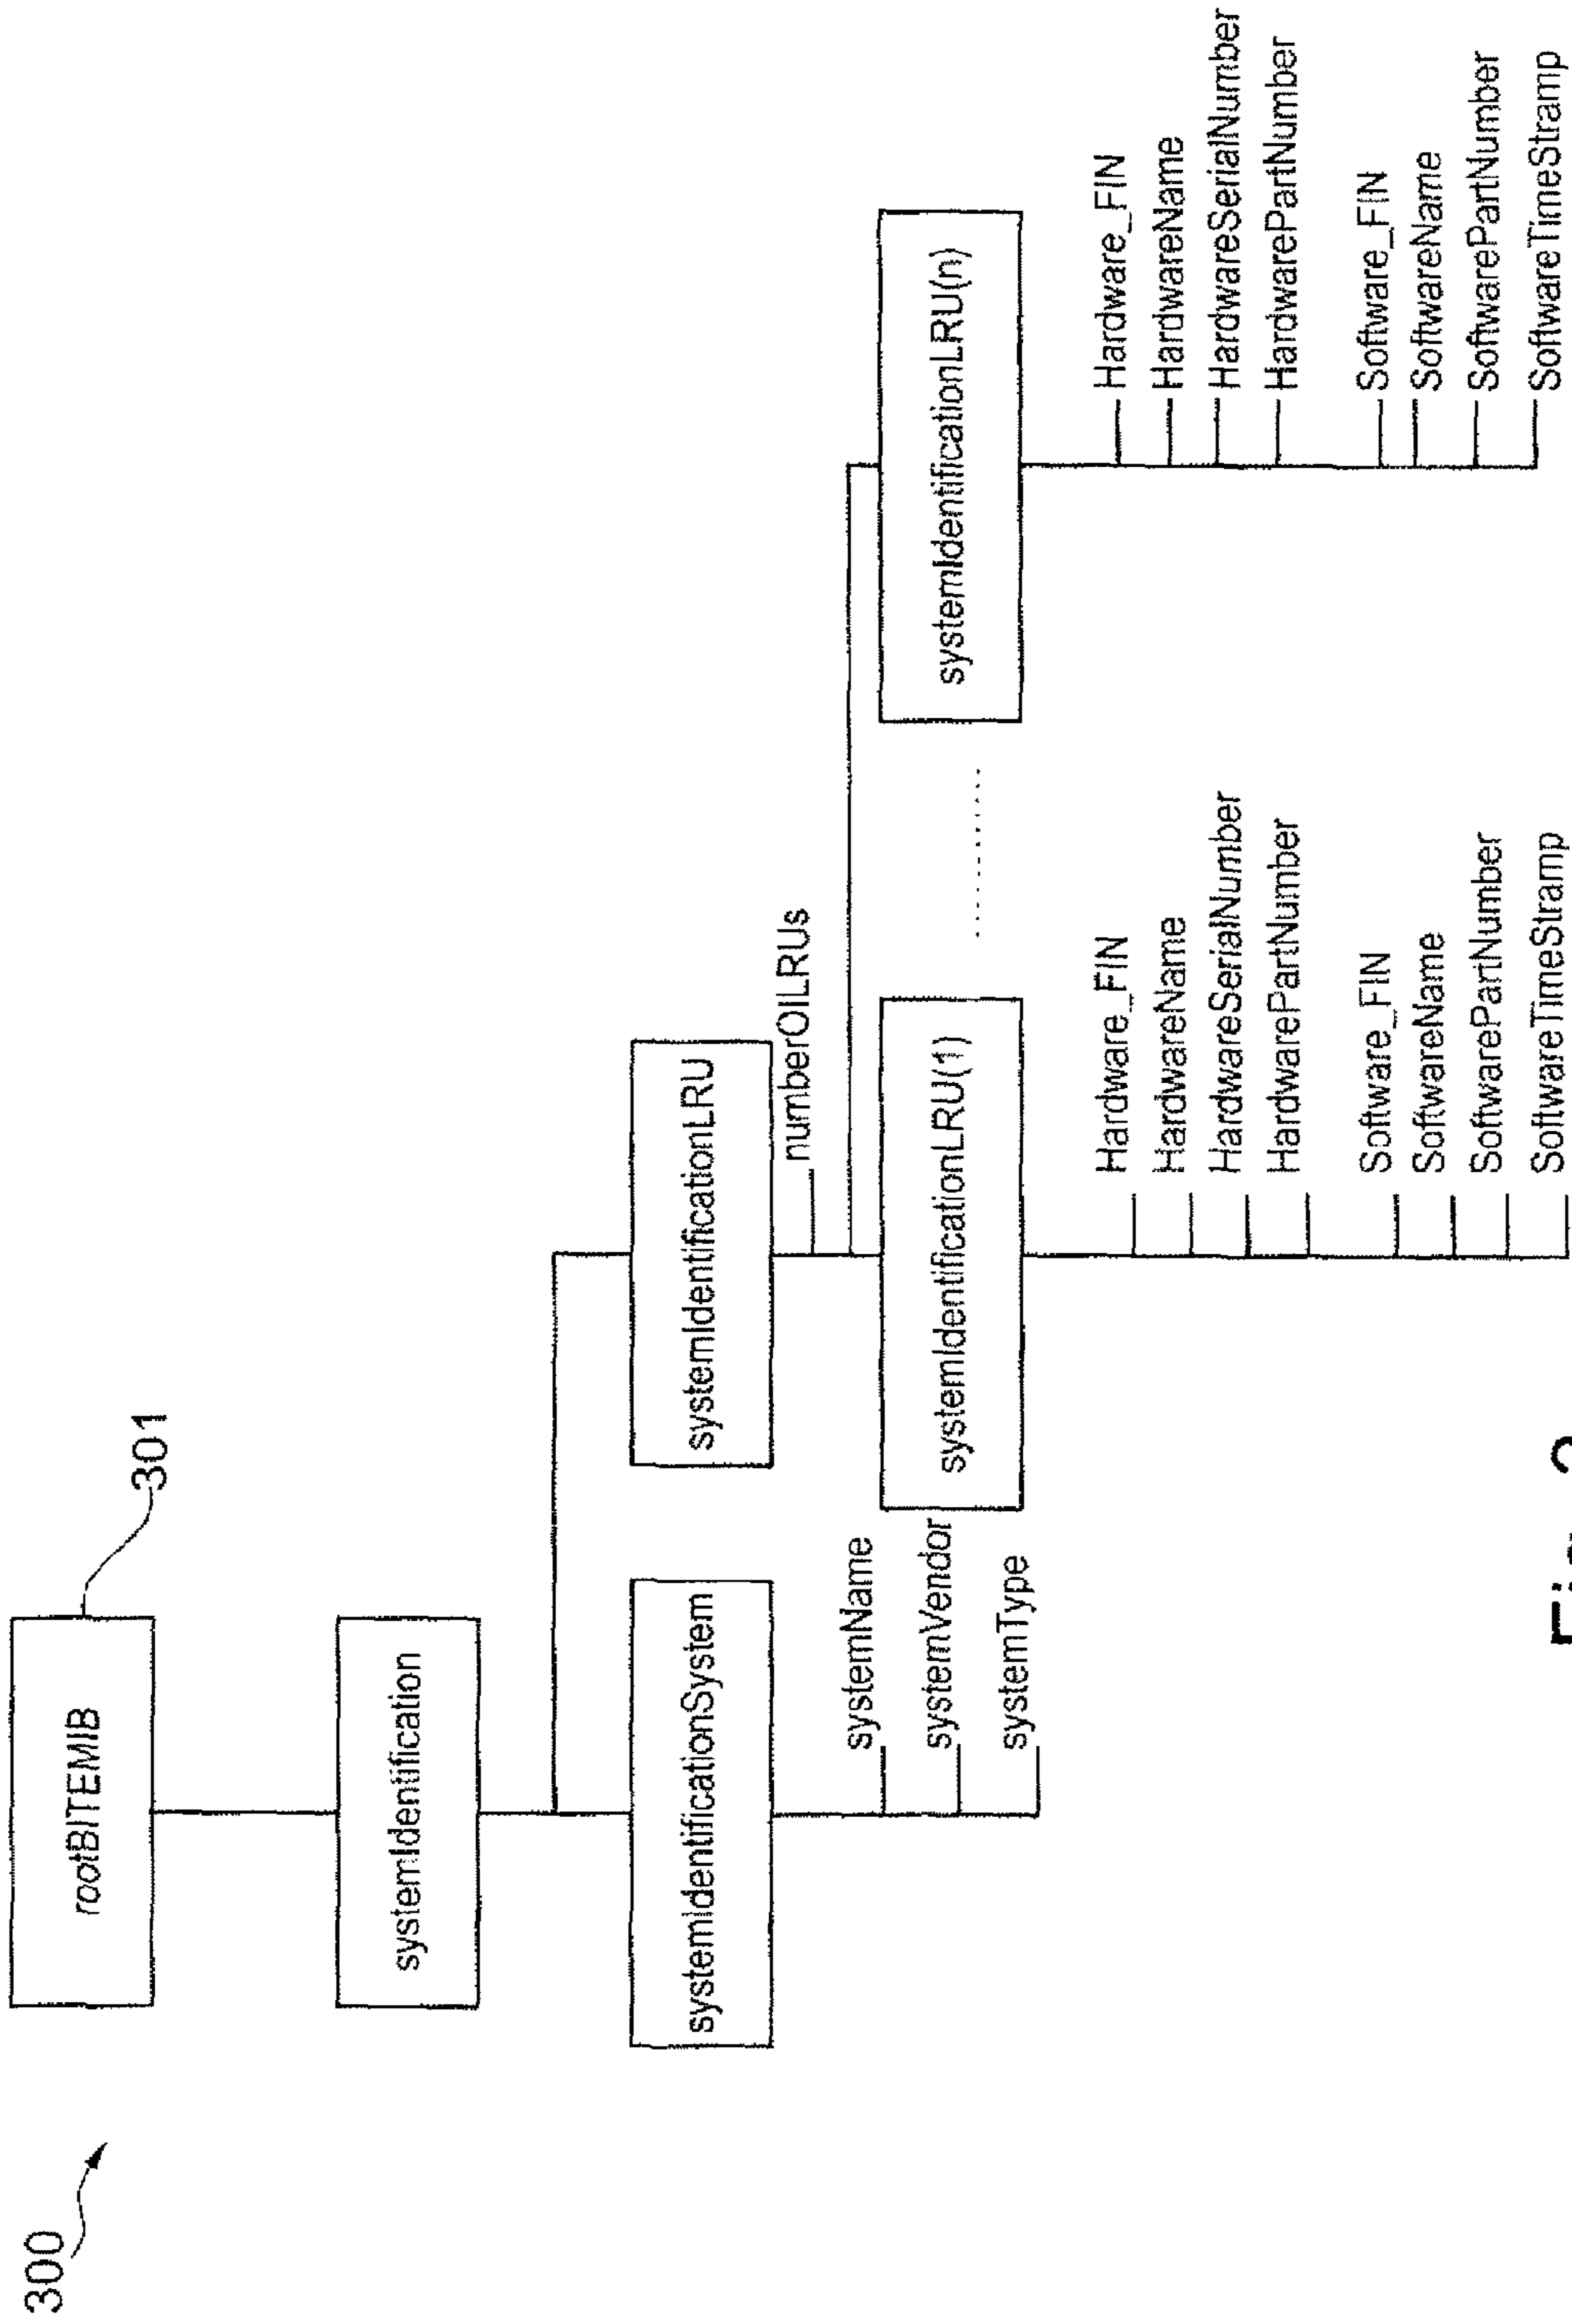 300
rootBITEMIB
301
systemIdentification
systemIdentificationSystem
systemIdentificationLRU
systemName
systemVendor
systemType
numberOILRUs
systemIdentificationLRU(1)
........
systemIdentificationLRU(n)
Hardware_FIN
HardwareName
HardwareSerialNumber
HardwarePartNumber
Software_FIN
SoftwareName
SoftwarePartNumber
SoftwareTimeStramp
Hardware_FIN
HardwareName
HardwareSerialNumber
HardwarePartNumber
Software_FIN
SoftwareName
SoftwarePartNumber
SoftwareTimeStramp